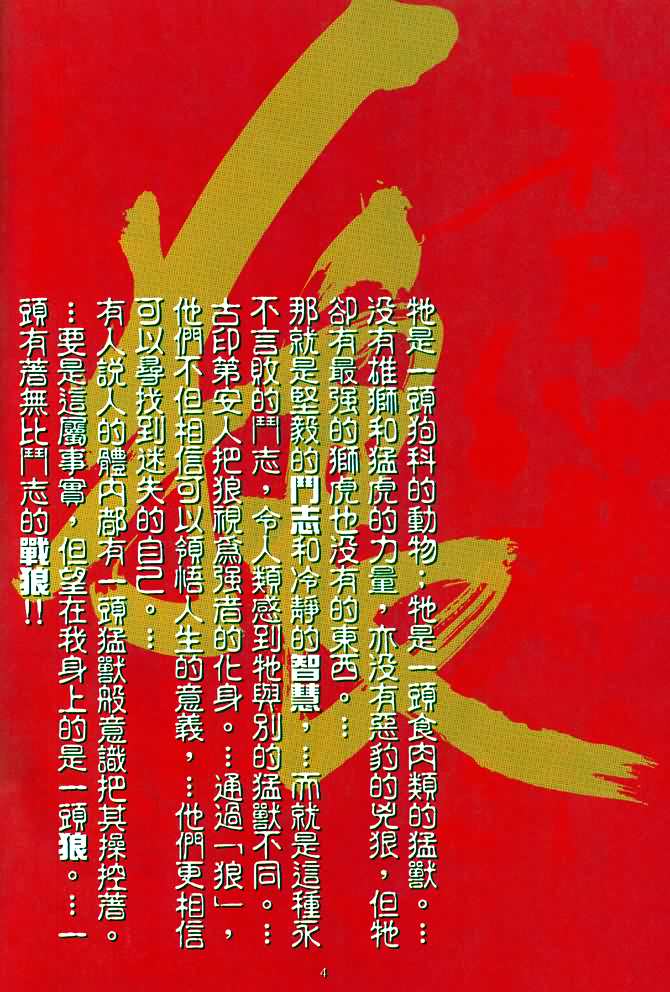 狼
末日
牠是一頭狗科的動物；牠是一頭食肉類的猛獸。…
没有雄獅和猛虎的力量，亦没有惡豹的兇狠，但牠
卻有最强的獅虎也没有的東西。…
那就是堅毅的鬥志和冷靜的智慧，…而就是這種永
不言敗的鬥志，令人類感到牠與別的猛獸不同。…
古印第安人把狼視爲强者的化身。…通過「狼」，
他們不但相信可以領悟人生的意義，…他們更相信
可以尋找到迷失的自己。…
有人説人的體內都有一頭猛獸般意識把其操控著。
…要是這屬事實，但望在我身上的是一頭狼。…一
頭有著無比鬥志的戰狼!!
4